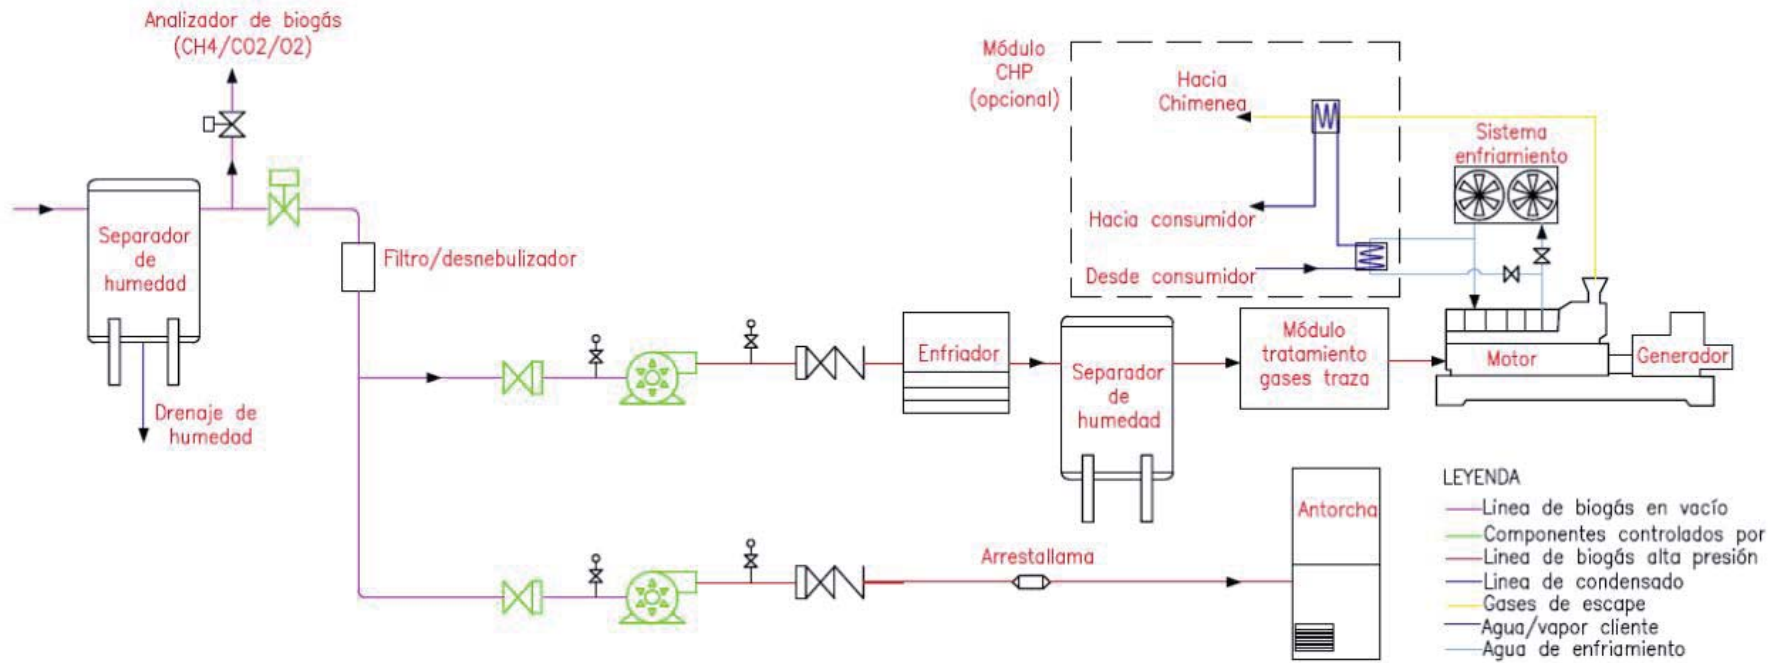 Analizador de biogás
(CH4/CO2/O2)
Separador
de
humedad
Drenaje de
humedad
Filtro/desnebulizador
Módulo
CHP
(opcional)
Hacia
Chimenea
Hacia consumidor
Desde consumidor
Sistema
enfriamiento
Enfriador
Separador
de
humedad
Módulo
tratamiento
gases traza
Motor
Generador
Arrestallama
Antorcha
LEYENDA
Linea de biogás en vacío
Componentes controlados por
Linea de biogás alta presión
Linea de condensado
Gases de escape
Agua/vapor cliente
Agua de enfriamiento